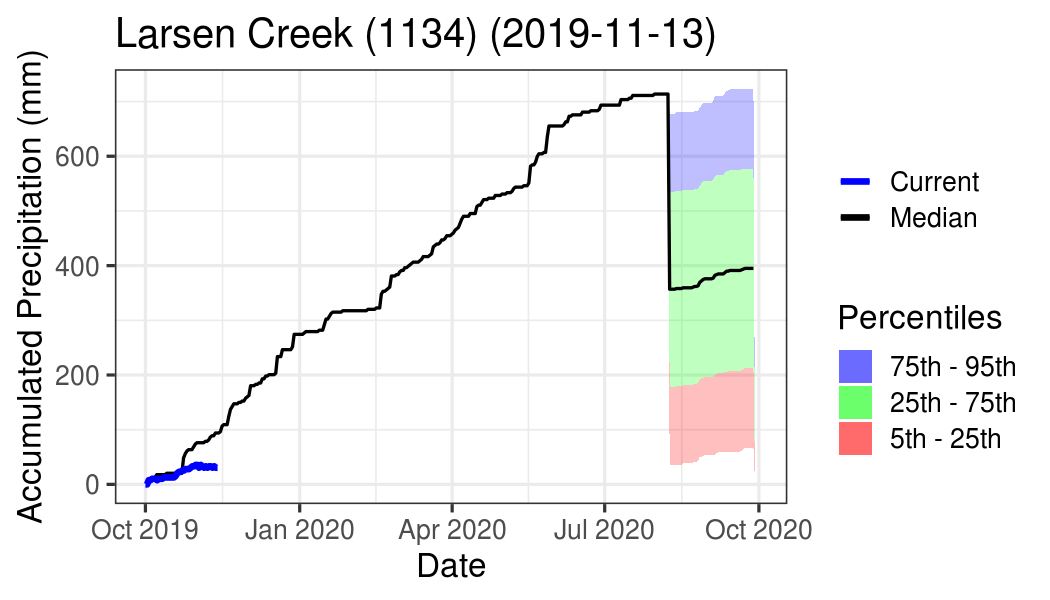 Larsen Creek (1134) (2019-11-13)
Accumulated Precipitation (mm)
600
400
200
0
Oct 2019 Jan 2020 Apr 2020 Jul 2020 Oct 2020
Date
Current
Median
Percentiles
75th - 95th
25th - 75th
5th - 25th